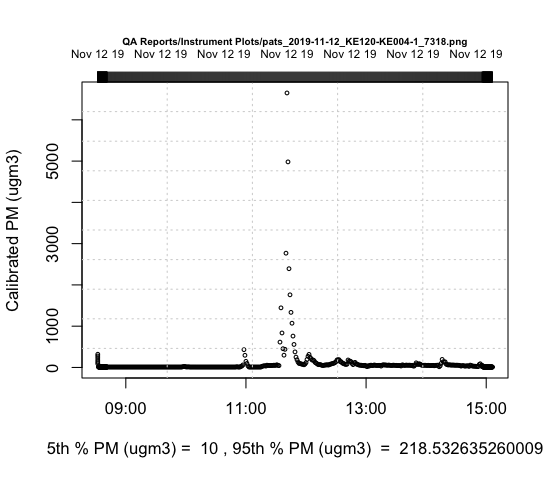 QA Reports/Instrument Plots/pats_2019-11-12_KE120-KE004-1_7318.png
Nov 12 19 Nov 12 19 Nov 12 19 Nov 12 19 Nov 12 19 Nov 12 19 Nov 12 19
Calibrated PM (ugm3)
5000
3000
1000
0
09:00 11:00 13:00 15:00
5th % PM (ugm3) = 10 , 95th % PM (ugm3) = 218.532635260009